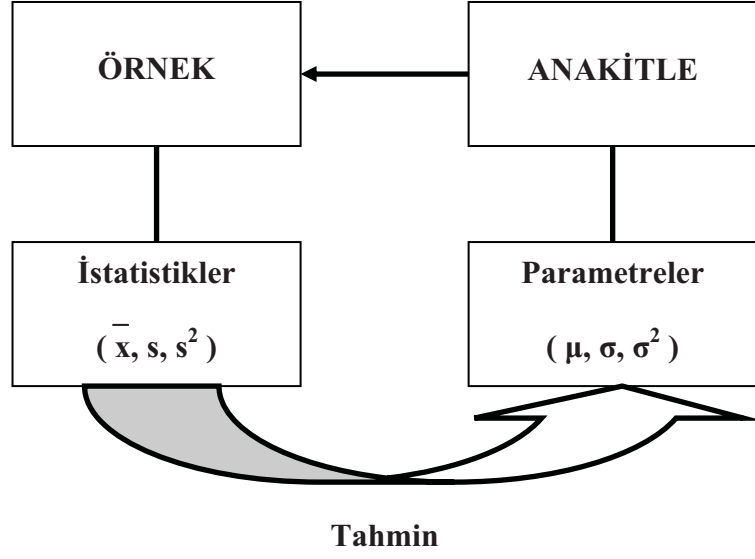 ÖRNEK
ANAKİTLE
İstatistikler
( x̅, s, s² )
Parametreler
( μ, σ, σ² )
Tahmin